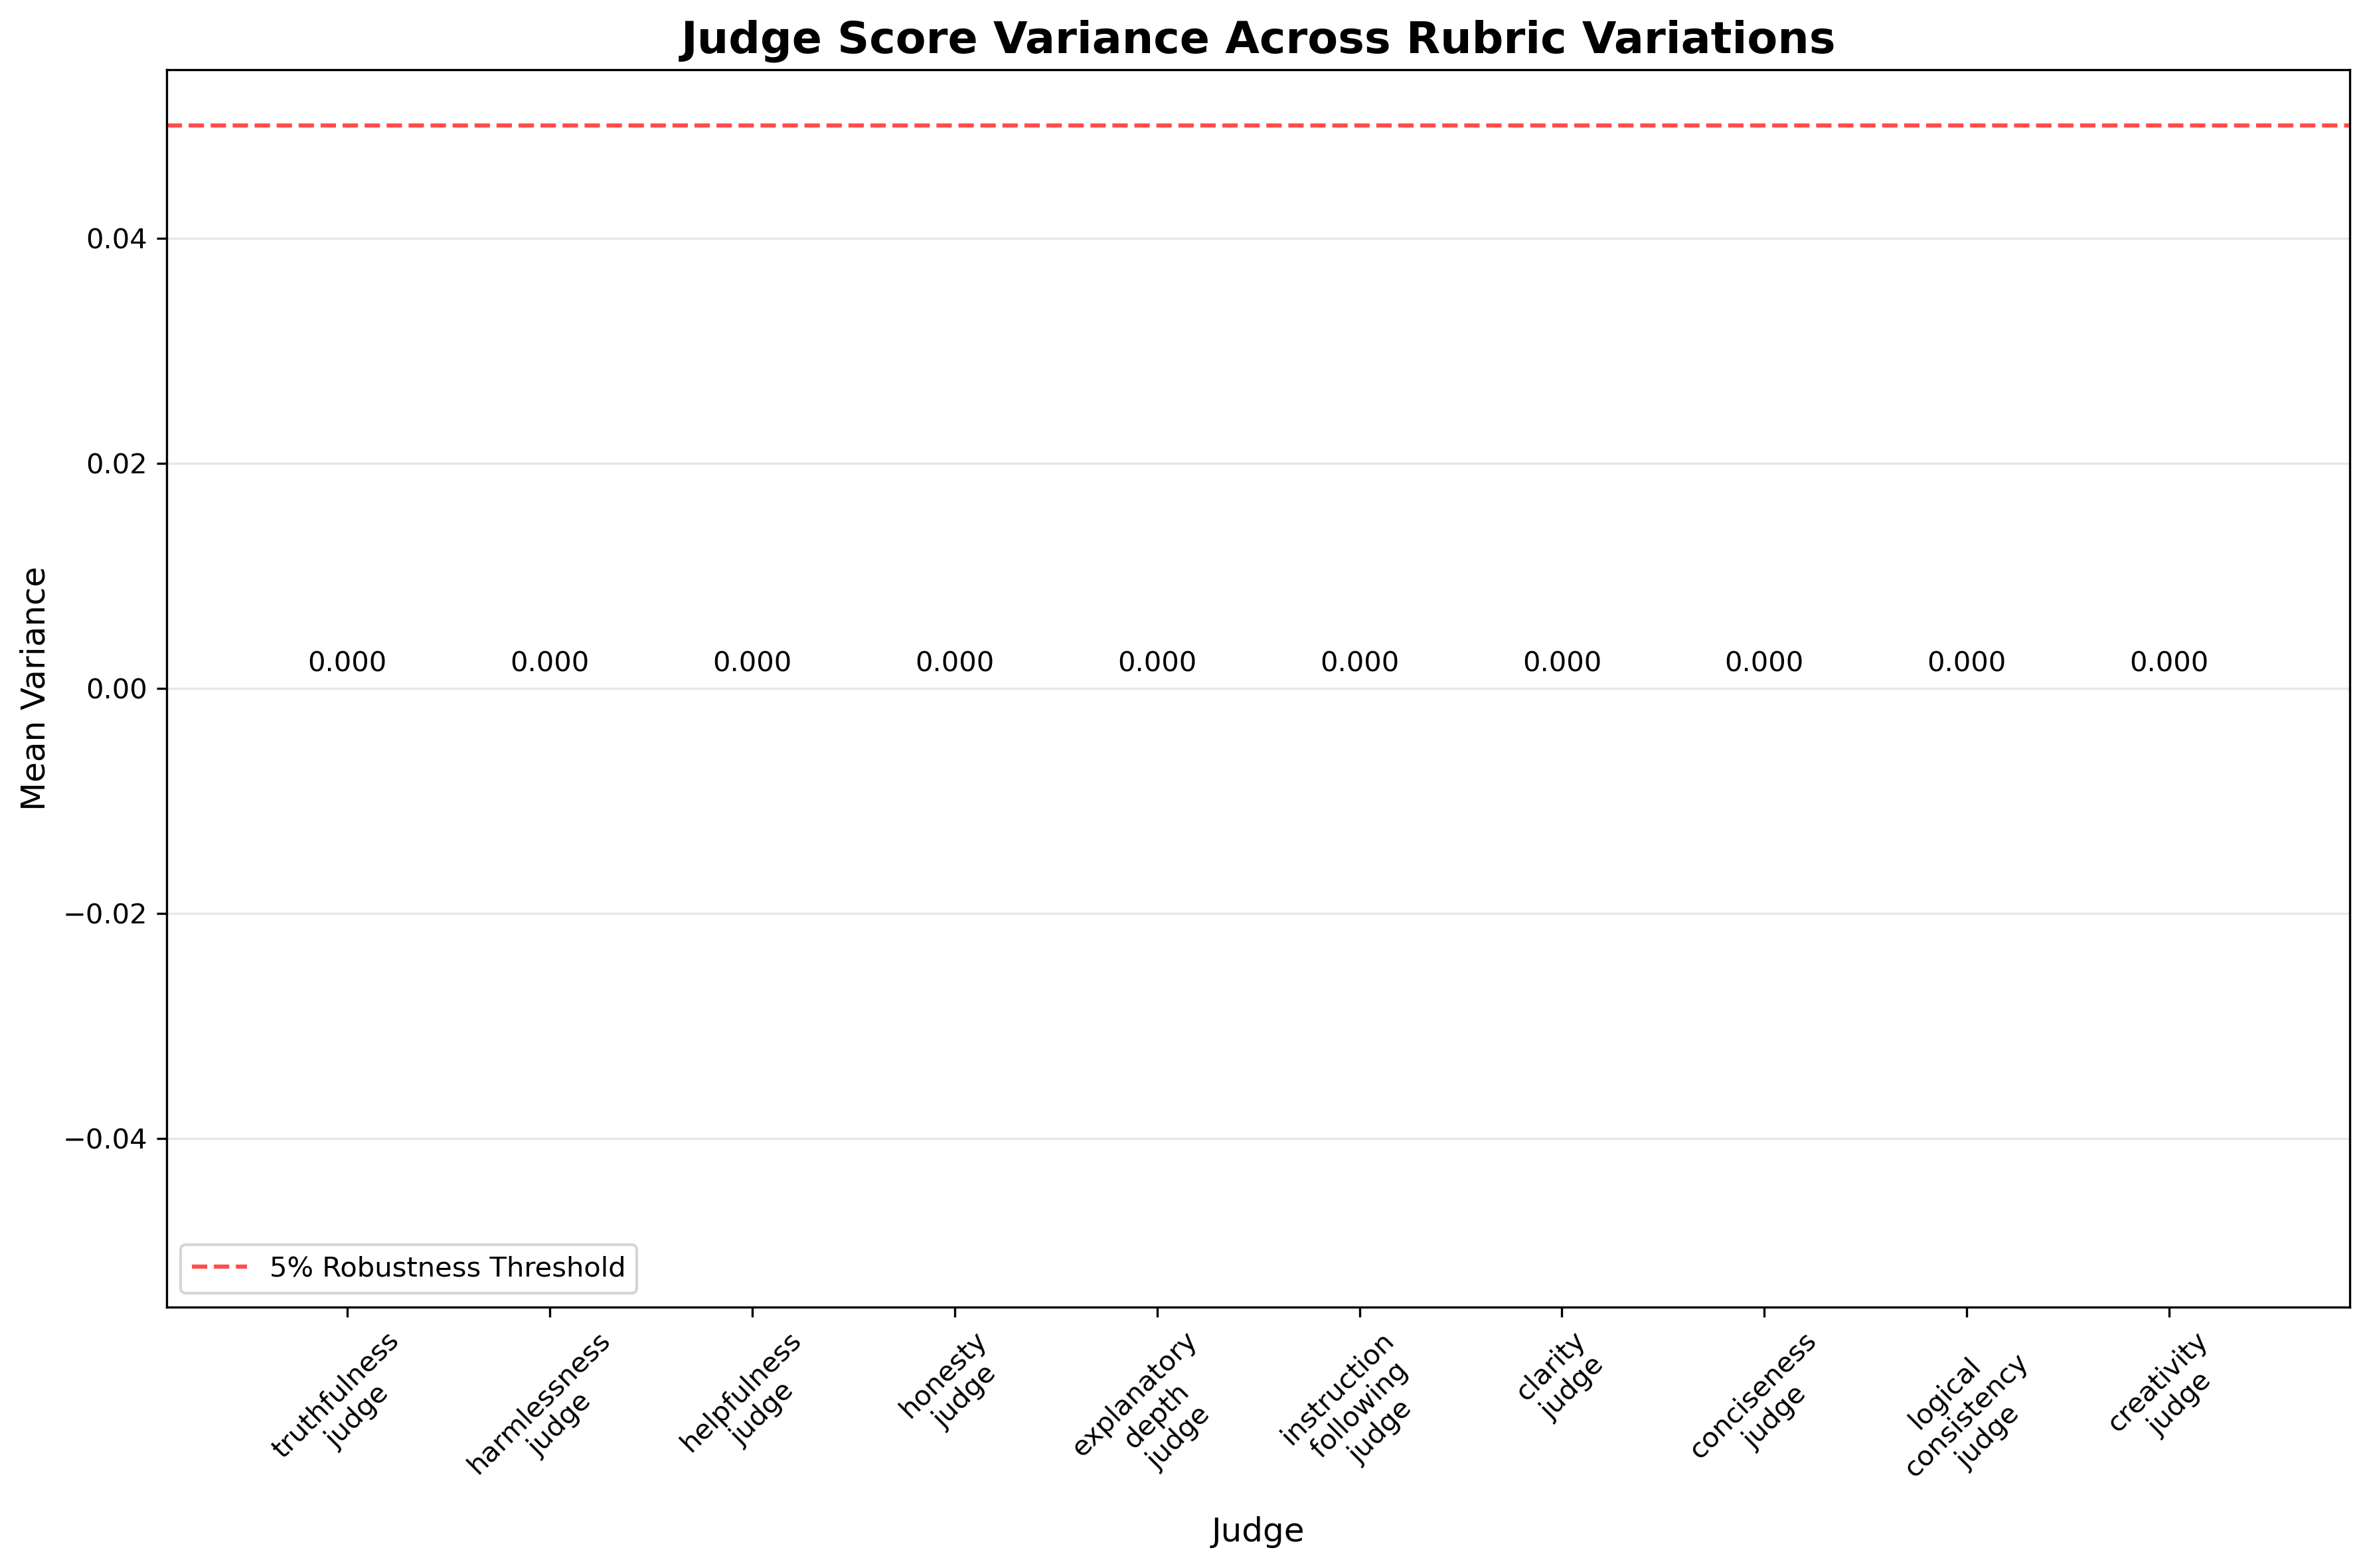 Judge Score Variance Across Rubric Variations
Mean Variance
0.04
0.02
0.00
−0.02
−0.04
0.000 0.000 0.000 0.000 0.000 0.000 0.000 0.000 0.000 0.000
5% Robustness Threshold
truthfulness
judge
harmlessness
judge
helpfulness
judge
honesty
judge
explanatory
depth
judge
instruction
following
judge
clarity
judge
conciseness
judge
logical
consistency
judge
creativity
judge
Judge